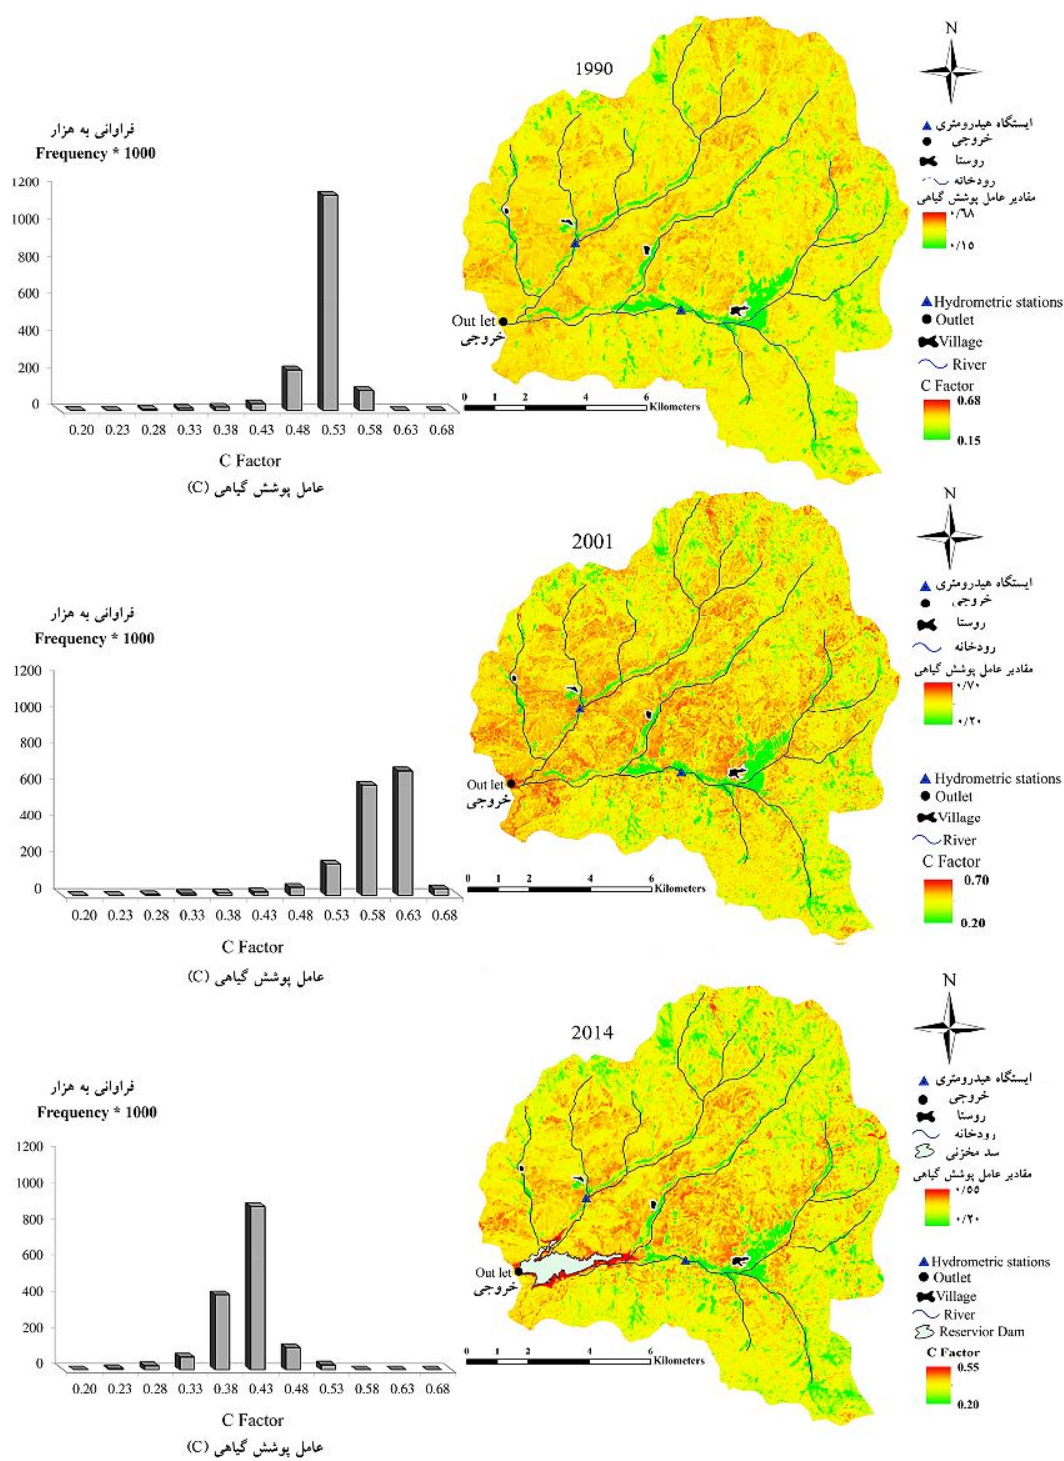 1990
فراوانی به هزار
Frequency * 1000
1200
1000
800
600
400
200
0
0.20 0.23 0.28 0.33 0.38 0.43 0.48 0.53 0.58 0.63 0.68
C Factor
عامل پوشش گیاهی (C)
Out let
خروجی
0 1 2 4 6
Kilometers
N
ایستگاه هیدرومتری
خروجی
روستا
رودخانه
مقادیر عامل پوشش گیاهی
۰/۶۸
۰/۱۵
Hydrometric stations
Outlet
Village
River
C Factor
0.68
0.15
2001
فراوانی به هزار
Frequency * 1000
1200
1000
800
600
400
200
0
0.20 0.23 0.28 0.33 0.38 0.43 0.48 0.53 0.58 0.63 0.68
C Factor
عامل پوشش گیاهی (C)
Out let
خروجی
0 1 2 4 6
Kilometers
N
ایستگاه هیدرومتری
خروجی
روستا
رودخانه
مقادیر عامل پوشش گیاهی
۰/۷۰
۰/۲۰
Hydrometric stations
Outlet
Village
River
C Factor
0.70
0.20
2014
فراوانی به هزار
Frequency * 1000
1200
1000
800
600
400
200
0
0.20 0.23 0.28 0.33 0.38 0.43 0.48 0.53 0.58 0.63 0.68
C Factor
عامل پوشش گیاهی (C)
Out let
خروجی
0 1 2 4 6
Kilometers
N
ایستگاه هیدرومتری
خروجی
روستا
رودخانه
سد مخزنی
مقادیر عامل پوشش گیاهی
۰/۵۵
۰/۲۰
Hydrometric stations
Outlet
Village
River
Reservior Dam
C Factor
0.55
0.20